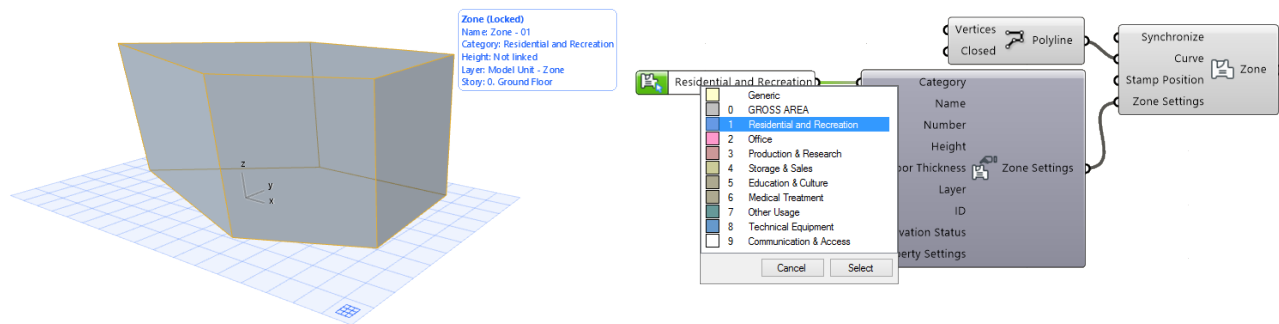 Zone (Locked)
Name: Zone - 01
Category: Residential and Recreation
Height: Not linked
Layer: Model Unit - Zone
Story: 0. Ground Floor
z
y
x
Vertices
Closed
Polyline
Synchronize
Curve
Stamp Position
Zone Settings
Zone
Residential and Recreation
Category
Name
Number
Height
oor Thickness
Layer
ID
ovation Status
perty Settings
Zone Settings
Generic
0 GROSS AREA
1 Residential and Recreation
2 Office
3 Production & Research
4 Storage & Sales
5 Education & Culture
6 Medical Treatment
7 Other Usage
8 Technical Equipment
9 Communication & Access
Cancel Select